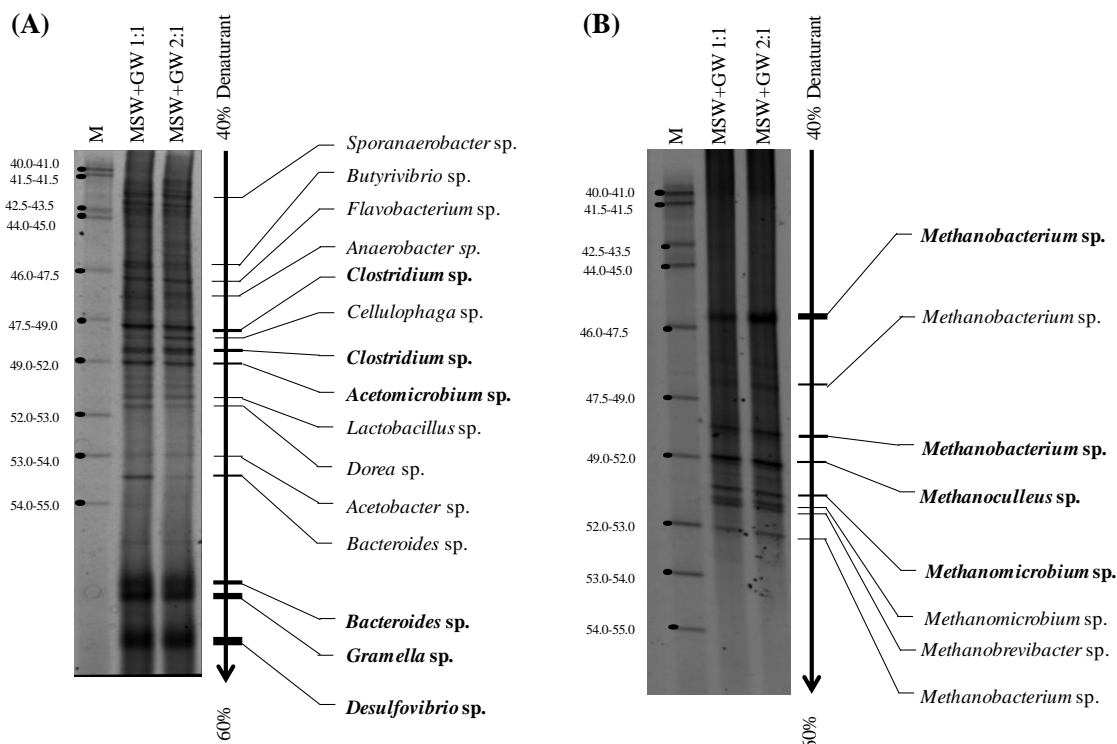 (A)
M
MSW+GW 1:1
MSW+GW 2:1
40% Denaturant
40.0-41.0
41.5-41.5
42.5-43.5
44.0-45.0
46.0-47.5
47.5-49.0
49.0-52.0
52.0-53.0
53.0-54.0
54.0-55.0
Sporanaerobacter sp.
Butyrivibrio sp.
Flavobacterium sp.
Anaerobacter sp.
Clostridium sp.
Cellulophaga sp.
Clostridium sp.
Acetomicrobium sp.
Lactobacillus sp.
Dorea sp.
Acetobacter sp.
Bacteroides sp.
Bacteroides sp.
Gramella sp.
Desulfovibrio sp.
60%
(B)
M
MSW+GW 1:1
MSW+GW 2:1
40% Denaturant
40.0-41.0
41.5-41.5
42.5-43.5
44.0-45.0
46.0-47.5
47.5-49.0
49.0-52.0
52.0-53.0
53.0-54.0
54.0-55.0
Methanobacterium sp.
Methanobacterium sp.
Methanobacterium sp.
Methanoculleus sp.
Methanomicrobium sp.
Methanomicrobium sp.
Methanobrevibacter sp.
Methanobacterium sp.